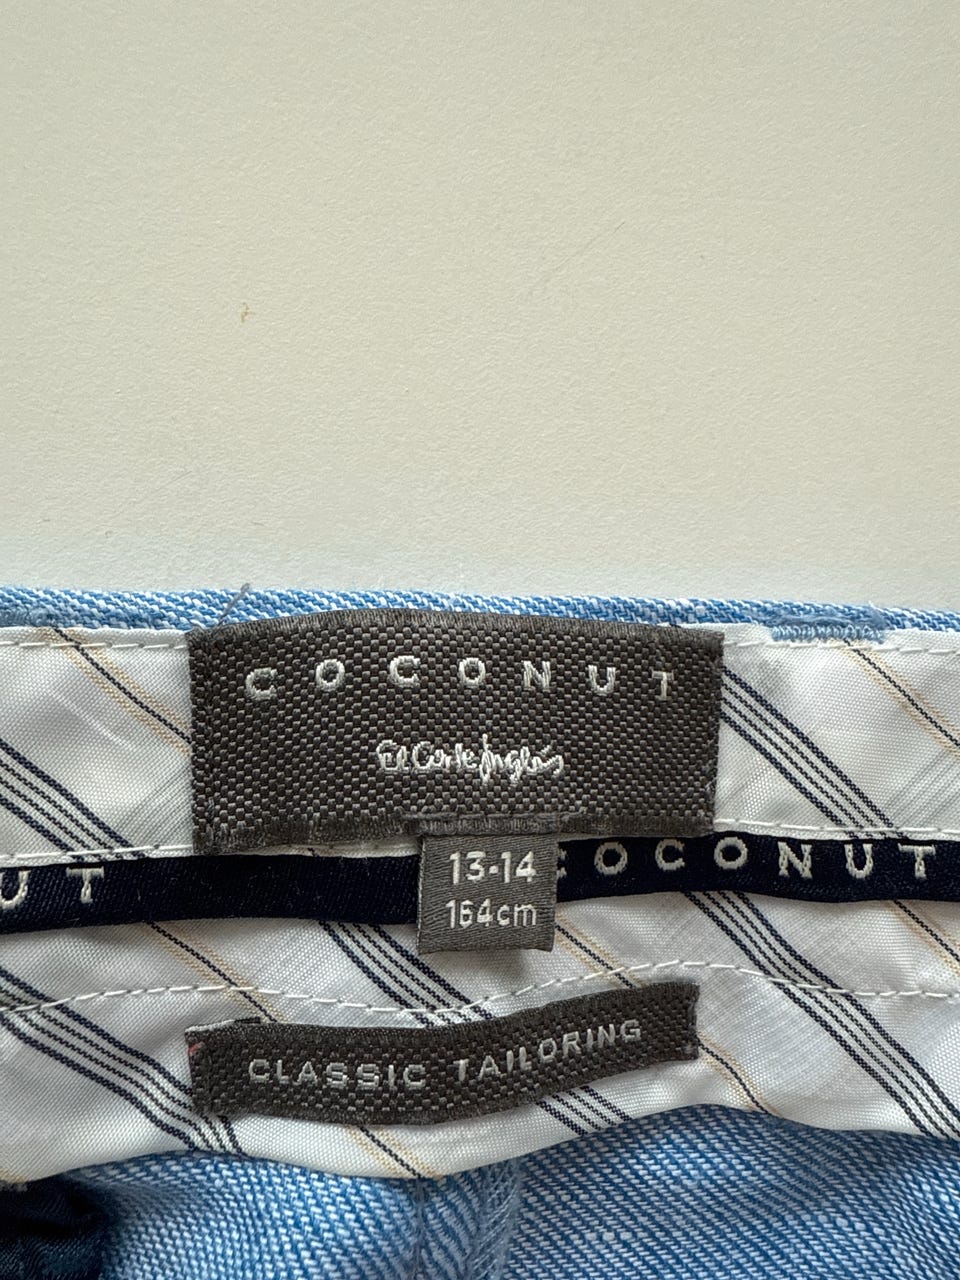 COCONUT
El Corte Inglés
UT
COCONUT
13-14
164cm
CLASSIC TAILORING